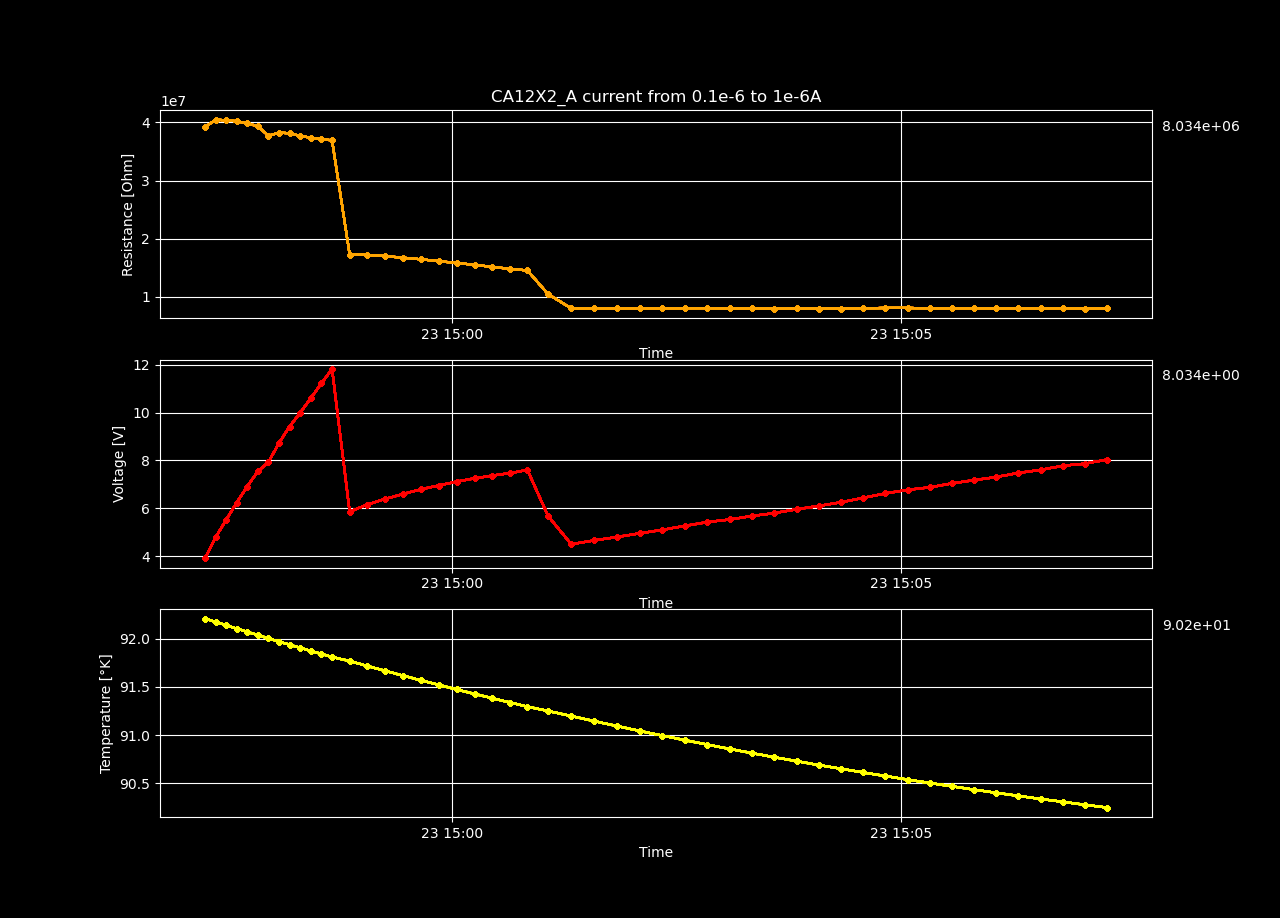 CA12X2_A current from 0.1e-6 to 1e-6A
1e7
8.034e+06
4
3
2
1
Resistance [Ohm]
23 15:00
23 15:05
Time
8.034e+00
12
10
8
6
4
Voltage [V]
23 15:00
23 15:05
Time
9.02e+01
92.0
91.5
91.0
90.5
Temperature [°K]
23 15:00
23 15:05
Time